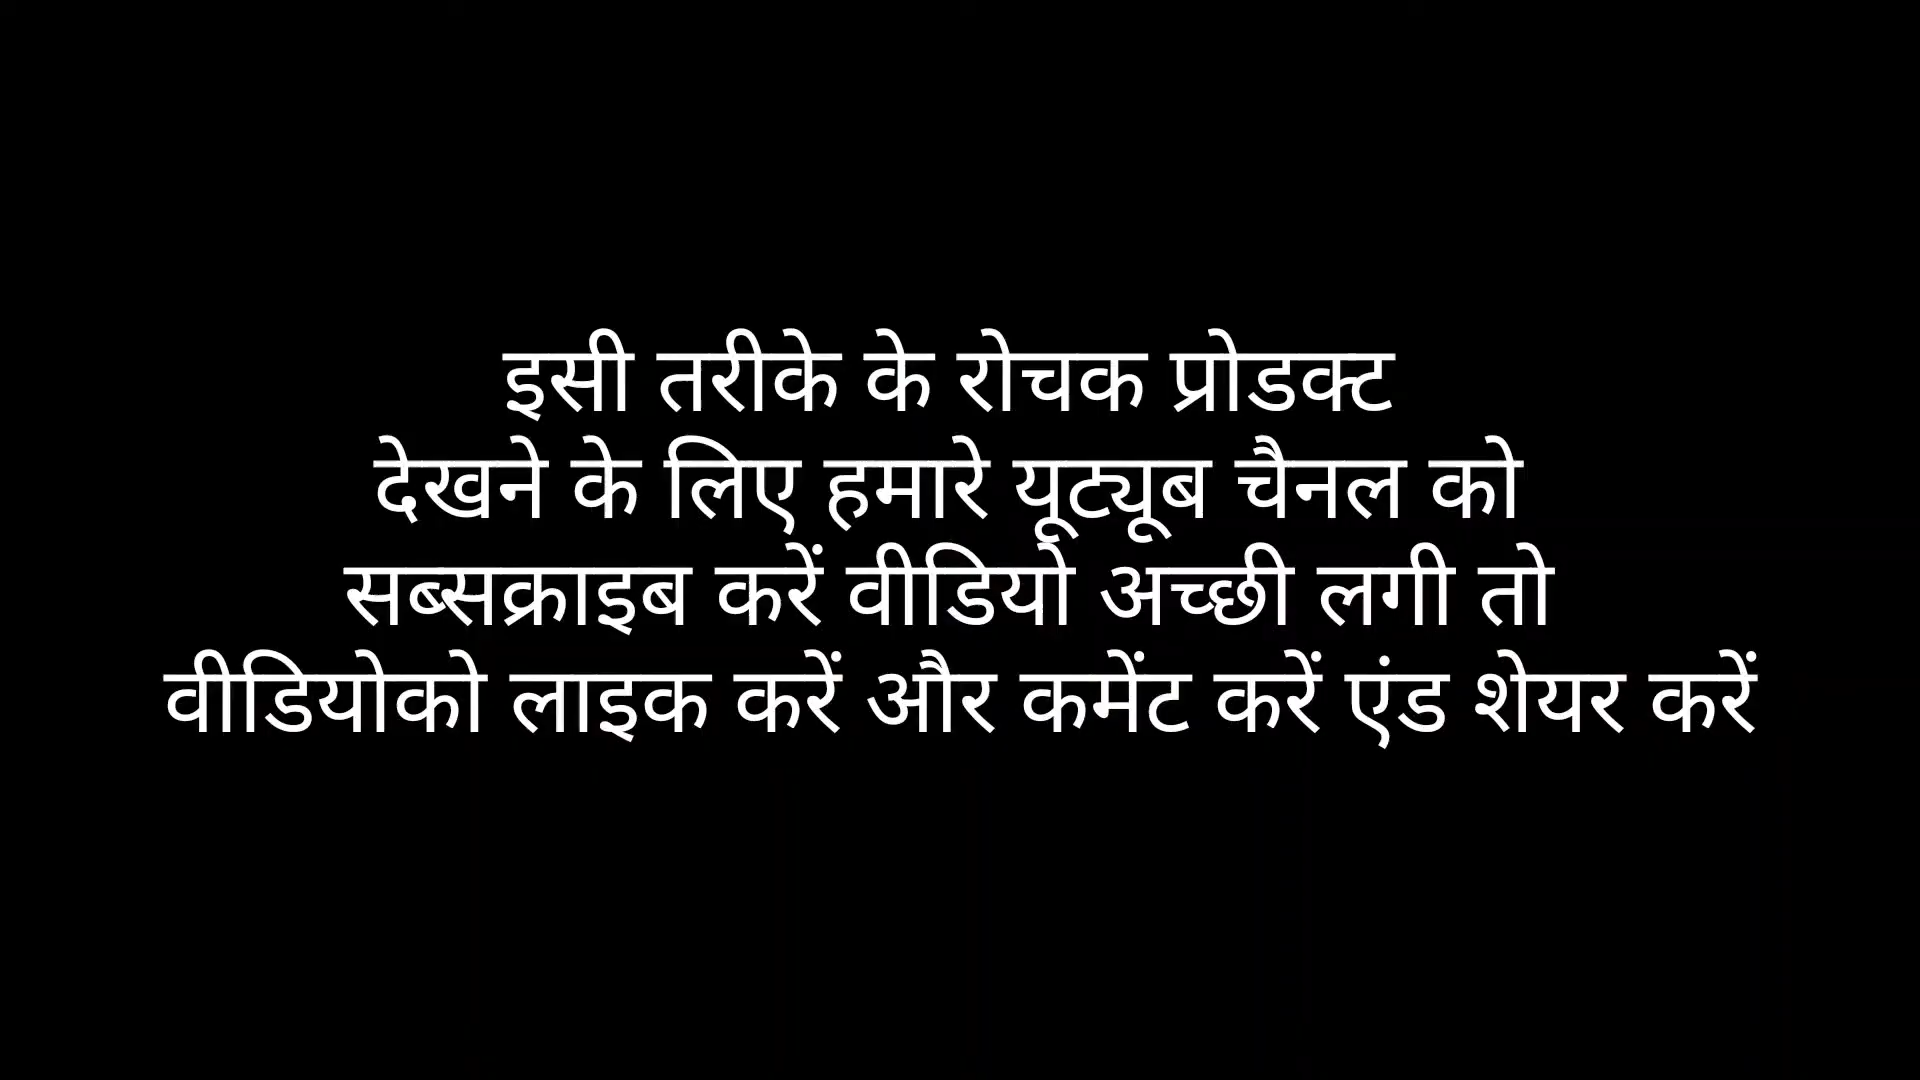 इसी तरीके के रोचक प्रोडक्ट
देखने के लिए हमारे यूट्यूब चैनल को
सब्सक्राइब करें वीडियो अच्छी लगी तो
वीडियोको लाइक करें और कमेंट करें एंड शेयर करें